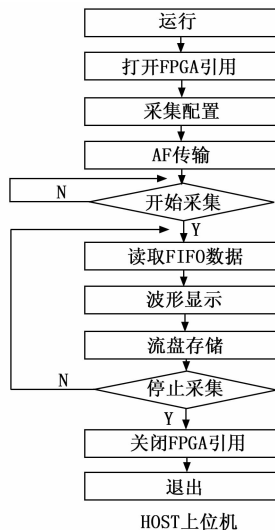 运行
打开FPGA引用
采集配置
AF传输
N
开始采集
Y
读取FIFO数据
波形显示
流盘存储
N
停止采集
Y
关闭FPGA引用
退出
HOST上位机